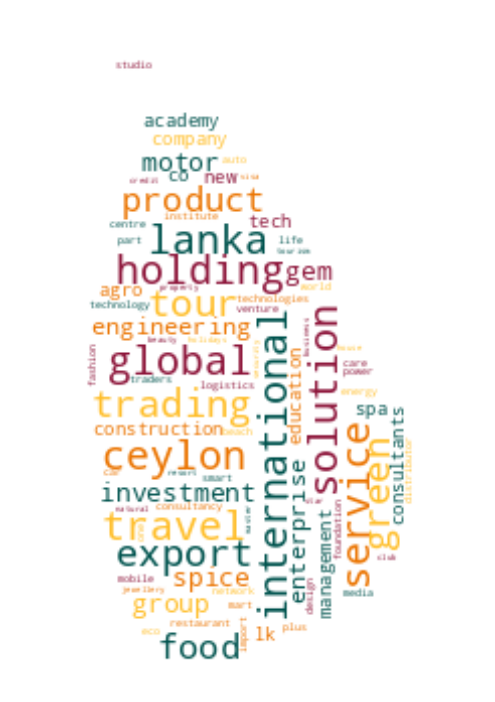 studio
academy
company
motor auto
co
credit new visa
product
institute
centre tech
part lanka life
tourism
holding gem
property world
agro
tour technologies
technology venture
engineering
beauty holidays
business
house
global
security
fashion
traders care
power
logistics
energy
trading
education
international
solution
spa
construction beach
consultants
ceylon
service
green
distributor
car resort smart
investment
enterprise
star
natural consultancy
master
management
foundation
travel
export
club
mobile spice
jewellery network
design
media
group mart
restaurant plus
eco lk
import
food